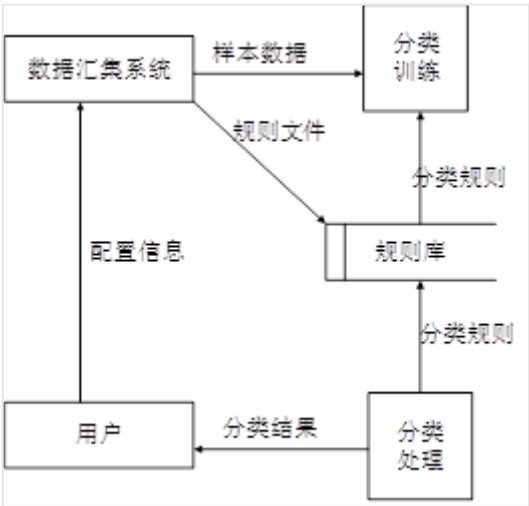 分类
训练
样本数据
数据汇集系统
规则文件
分类规则
配置信息
规则库
分类规则
用户
分类结果
分类
处理